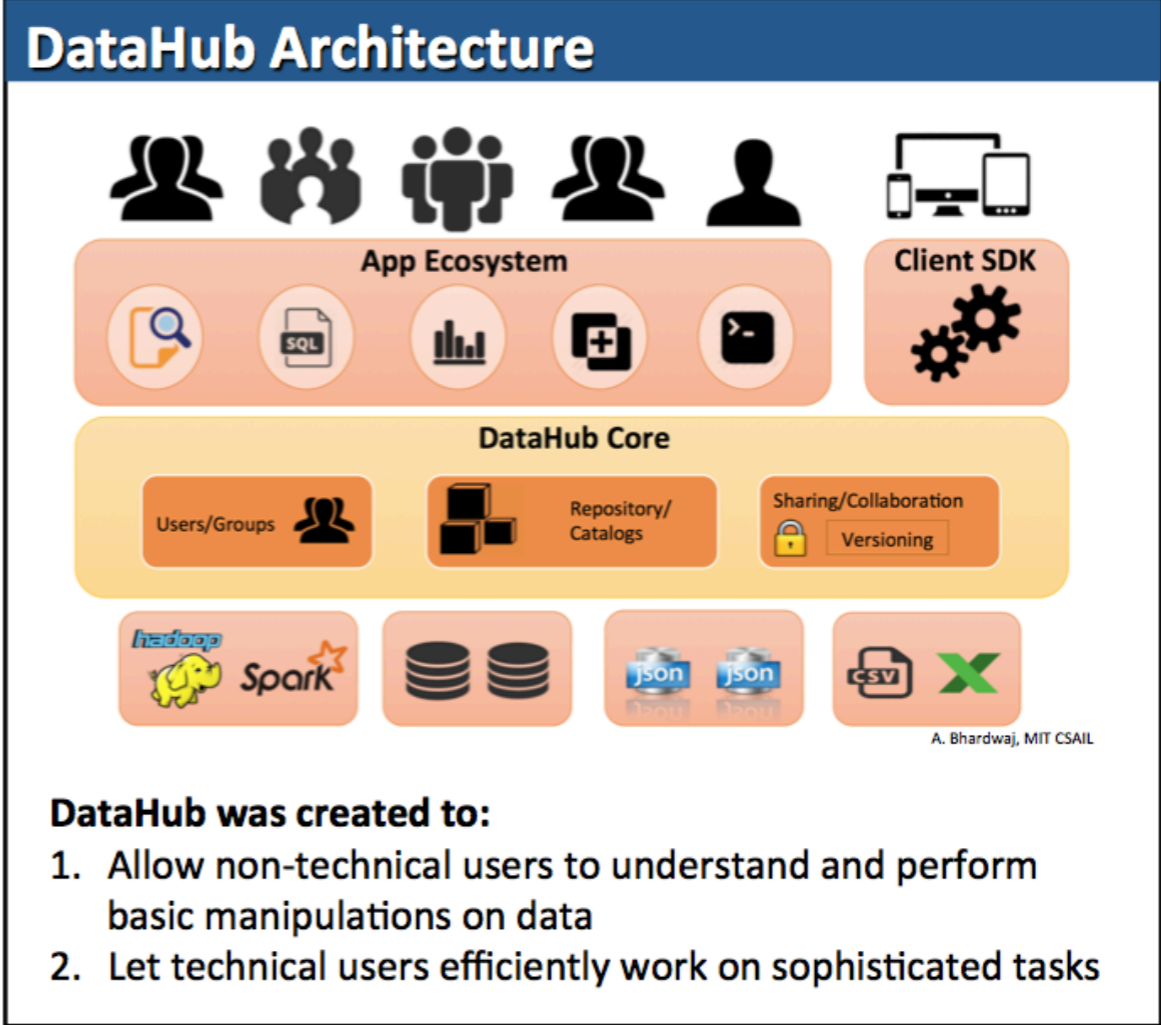 DataHub Architecture
App Ecosystem
Client SDK
SQL
>-
DataHub Core
Users/Groups
Repository/
Catalogs
Sharing/Collaboration
Versioning
hadoop
Spark
json
json
CSV
X
A. Bhardwaj, MIT CSAIL
DataHub was created to:
1. Allow non-technical users to understand and perform
basic manipulations on data
2. Let technical users efficiently work on sophisticated tasks